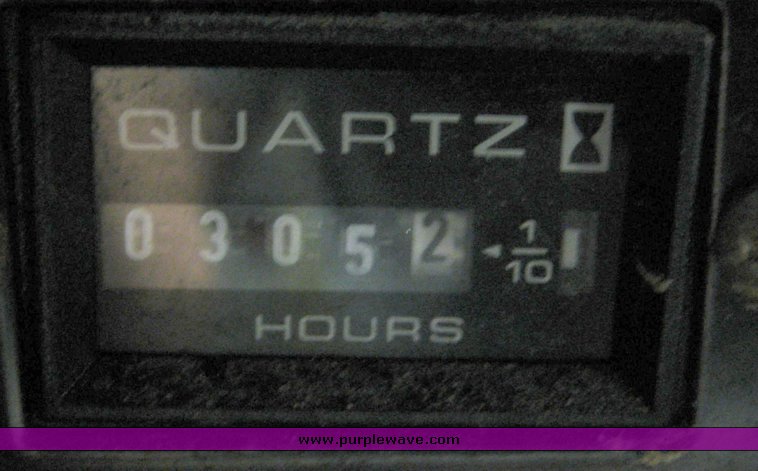 QUARTZ
03052 1/10
HOURS
www.purplewave.com